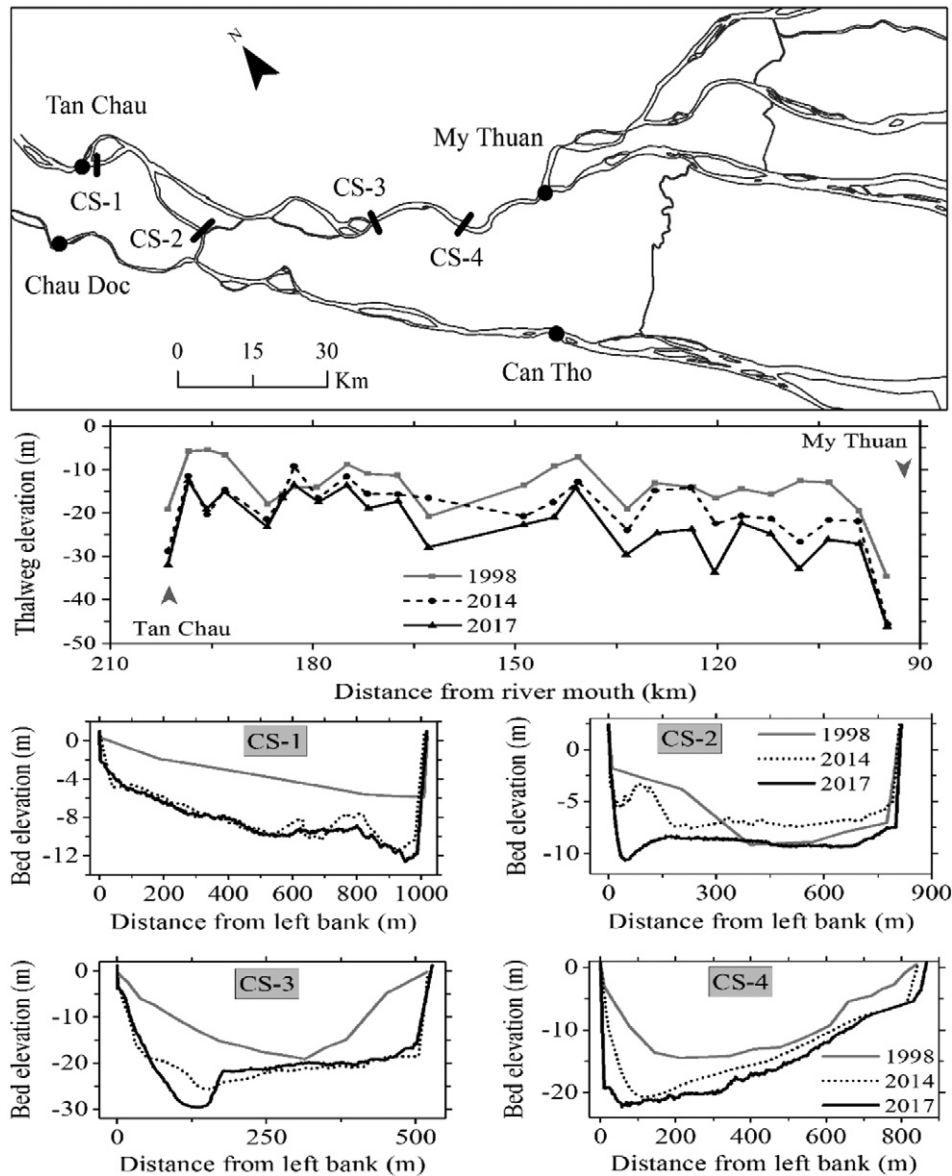 N
Tan Chau
My Thuan
CS-3
CS-1
CS-2
CS-4
Chau Doc
0 15 30
Km
Can Tho
Thalweg elevation (m)
0
-10
-20
-30
-40
-50
My Thuan
1998
2014
2017
Tan Chau
210 180 150 120 90
Distance from river mouth (km)
Bed elevation (m)
0
-4
-8
-12
CS-1
0 200 400 600 800 1000
Distance from left bank (m)
Bed elevation (m)
0
-5
-10
CS-2
1998
2014
2017
0 300 600 900
Distance from left bank (m)
Bed elevation (m)
0
-10
-20
-30
CS-3
0 250 500
Distance from left bank (m)
Bed elevation (m)
0
-10
-20
CS-4
1998
2014
2017
0 200 400 600 800
Distance from left bank (m)